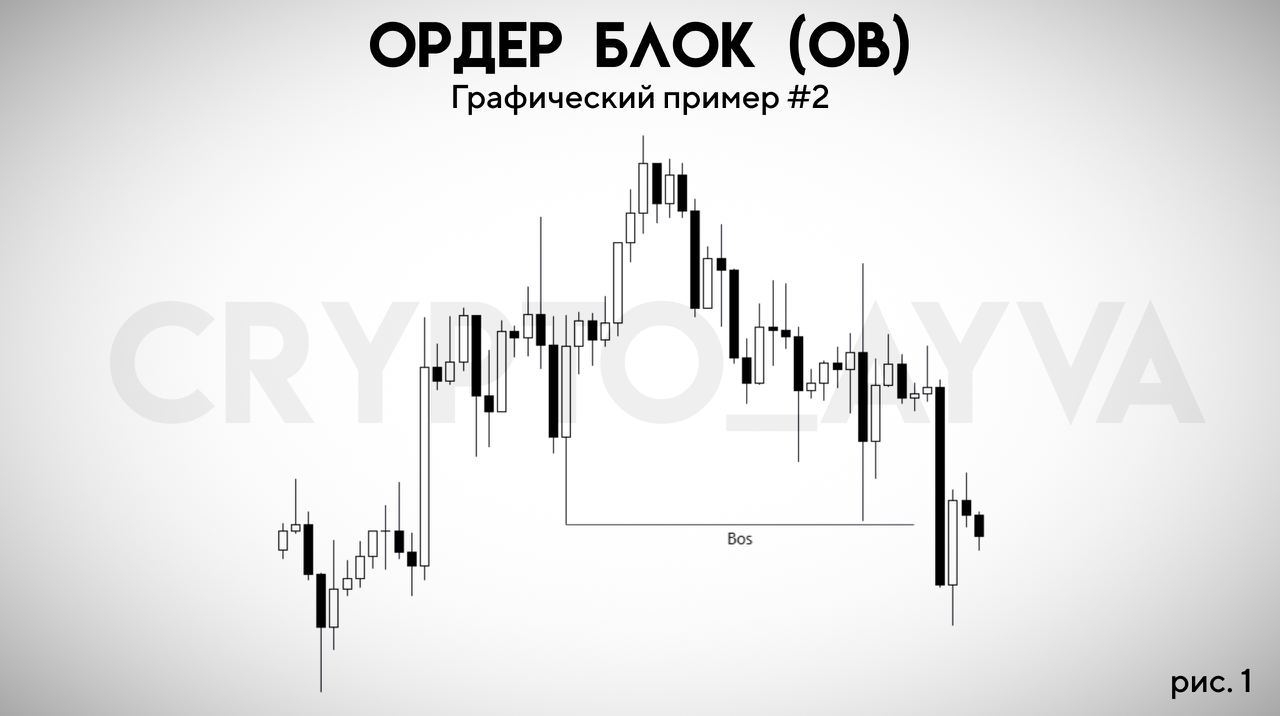 ОРДЕР БЛОК (OB)
Графический пример #2
CRYPTO_AYVA
Bos
рис. 1